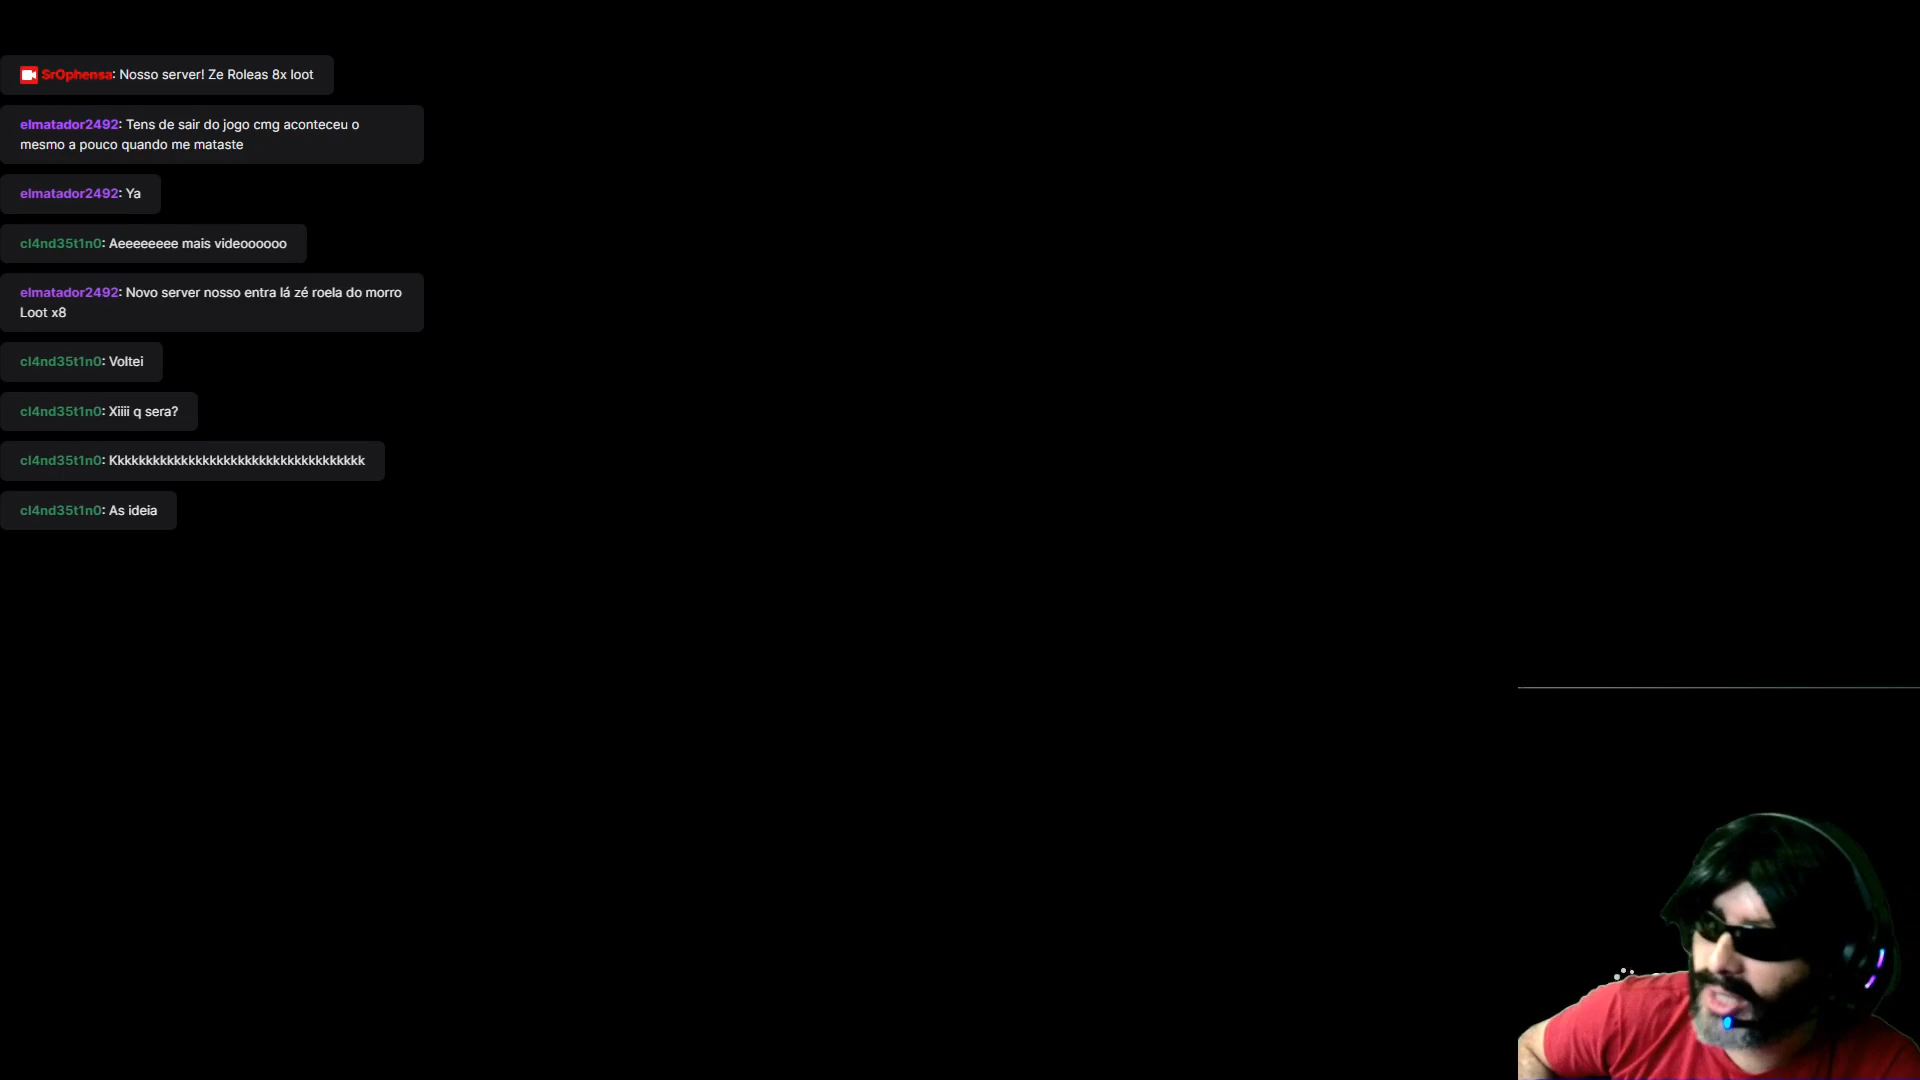 SrOphensa: Nosso server! Ze Roleas 8x loot
elmatador2492: Tens de sair do jogo cmg aconteceu o
mesmo a pouco quando me mataste
elmatador2492: Ya
cl4nd35t1n0: Aeeeeeeee mais videoooooo
elmatador2492: Novo server nosso entra lá zé roela do morro
Loot x8
cl4nd35t1n0: Voltei
cl4nd35t1n0: Xiiii q sera?
cl4nd35t1n0: Kkkkkkkkkkkkkkkkkkkkkkkkkkkkkkkkkkkk
cl4nd35t1n0: As ideia